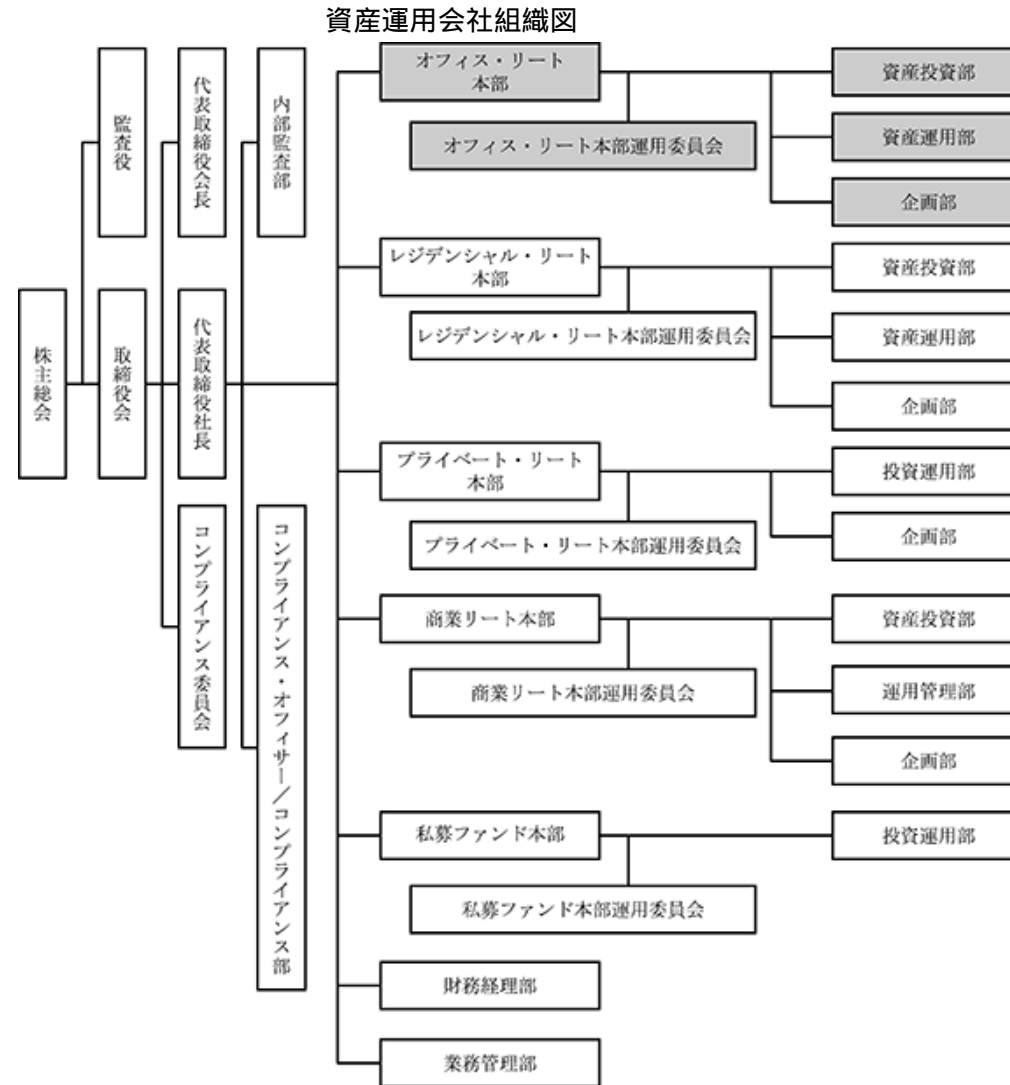 資産運用会社組織図
株主総会
監査役
取締役会
代表取締役会長
代表取締役社長
コンプライアンス委員会
内部監査部
コンプライアンス・オフィサー／コンプライアンス部
オフィス・リート
本部
オフィス・リート本部運用委員会
資産投資部
資産運用部
企画部
レジデンシャル・リート
本部
レジデンシャル・リート本部運用委員会
資産投資部
資産運用部
企画部
プライベート・リート
本部
プライベート・リート本部運用委員会
投資運用部
企画部
商業リート本部
商業リート本部運用委員会
資産投資部
運用管理部
企画部
私募ファンド本部
私募ファンド本部運用委員会
投資運用部
財務経理部
業務管理部